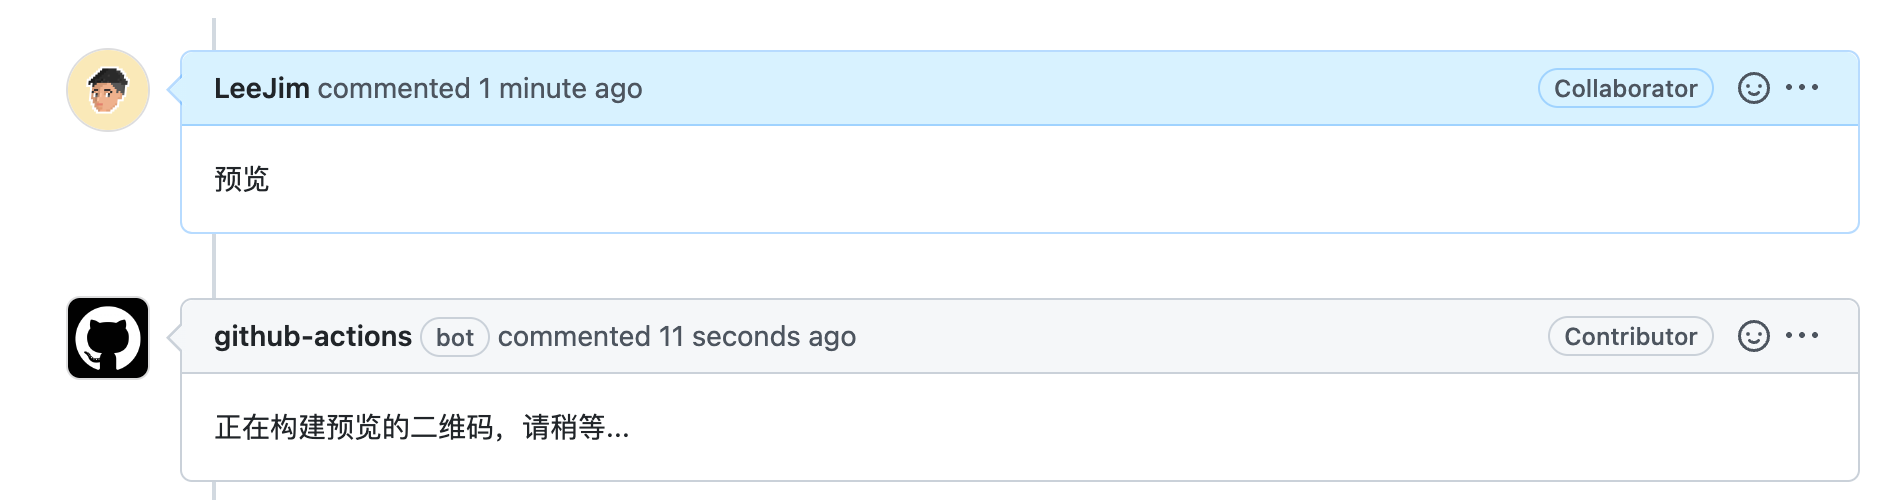 LeeJim commented 1 minute ago Collaborator
预览
github-actions bot commented 11 seconds ago Contributor
正在构建预览的二维码，请稍等...